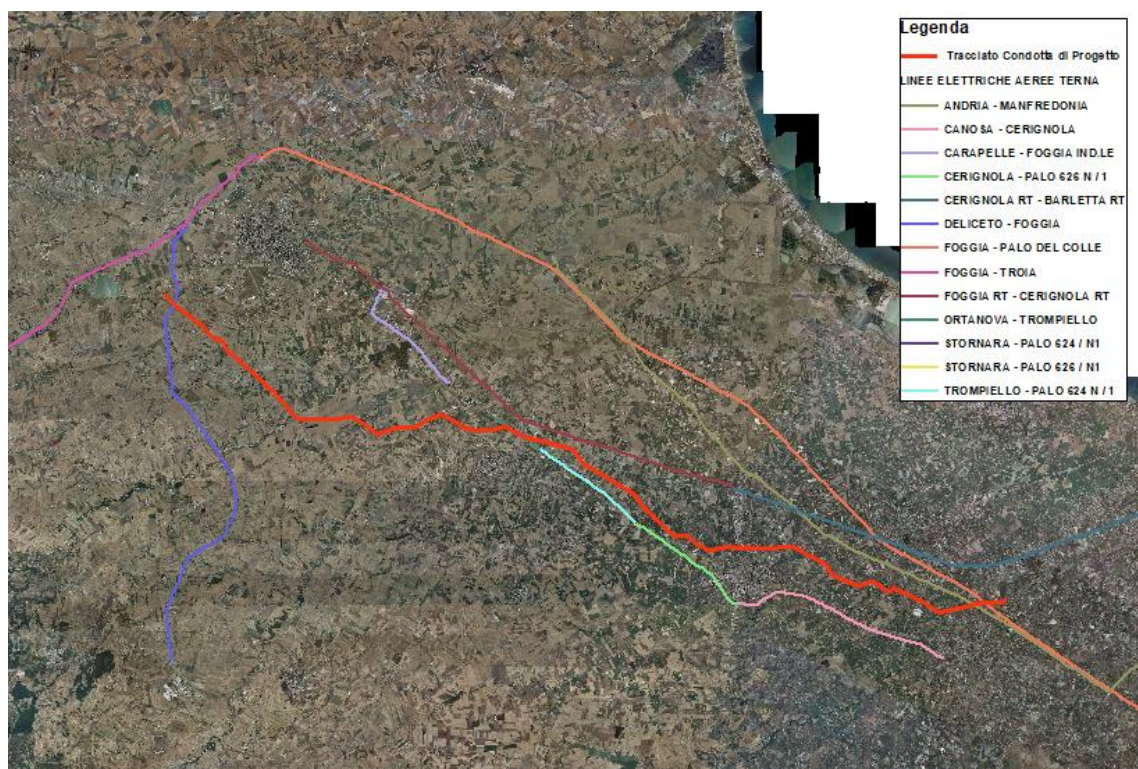 Legenda
Tracciato Condotta di Progetto
LINEE ELETTRICHE AEREE TERNA
ANDRIA - MANFREDONIA
CANOSA - CERIGNOLA
CARAPELLE - FOGGIA IND.LE
CERIGNOLA - PALO 626 N / 1
CERIGNOLA RT - BARLETTA RT
DELICETO - FOGGIA
FOGGIA - PALO DEL COLLE
FOGGIA - TROIA
FOGGIA RT - CERIGNOLA RT
ORTANOVA - TROMPIELLO
STORNARA - PALO 624 / N1
STORNARA - PALO 626 / N1
TROMPIELLO - PALO 624 N / 1